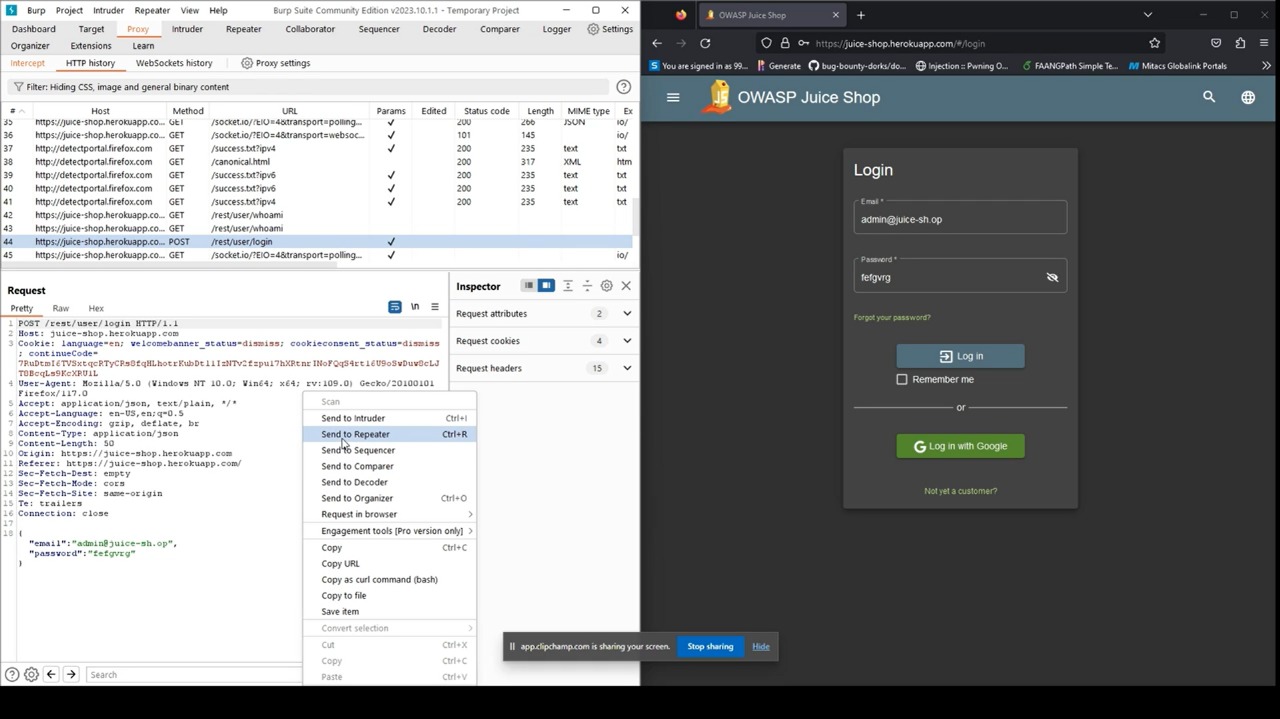 Burp Project Intruder Repeater View Help Burp Suite Community Edition v2023.10.1.1 - Temporary Project
Dashboard Target Proxy Intruder Repeater Collaborator Sequencer Decoder Comparer Logger Settings
Organizer Extensions Learn
Intercept HTTP history WebSockets history Proxy settings
Filter: Hiding CSS, image and general binary content
# Host Method URL Params Edited Status code Length MIME type Ex
35 https://juice-shop.herokuapp.co... GET /socket.io/?EIO=4&transport=polling... ✓ 200 266 JSON io/
36 https://juice-shop.herokuapp.co... GET /socket.io/?EIO=4&transport=websoc... ✓ 101 145 io/
37 http://detectportal.firefox.com GET /success.txt?ipv4 ✓ 200 235 text txt
38 http://detectportal.firefox.com GET /canonical.html 200 317 XML htm
39 http://detectportal.firefox.com GET /success.txt?ipv6 ✓ 200 235 text txt
40 http://detectportal.firefox.com GET /success.txt?ipv6 ✓ 200 235 text txt
41 http://detectportal.firefox.com GET /success.txt?ipv4 ✓ 200 235 text txt
42 https://juice-shop.herokuapp.co... GET /rest/user/whoami
43 https://juice-shop.herokuapp.co... GET /rest/user/whoami
44 https://juice-shop.herokuapp.co... POST /rest/user/login ✓
45 https://juice-shop.herokuapp.co... GET /socket.io/?EIO=4&transport=polling... ✓ io/
Request
Pretty Raw Hex
\n
1 POST /rest/user/login HTTP/1.1
2 Host: juice-shop.herokuapp.com
3 Cookie: language=en; welcomebanner_status=dismiss; cookieconsent_status=dismiss
; continueCode=
4 User-Agent: Mozilla/5.0 (Windows NT 10.0; Win64; x64; rv:109.0) Gecko/20100101
Firefox/117.0
5 Accept: application/json, text/plain, */*
6 Accept-Language: en-US,en;q=0.5
7 Accept-Encoding: gzip, deflate, br
8 Content-Type: application/json
9 Content-Length: 50
10 Origin: https://juice-shop.herokuapp.com
11 Referer: https://juice-shop.herokuapp.com/
12 Sec-Fetch-Dest: empty
13 Sec-Fetch-Mode: cors
14 Sec-Fetch-Site: same-origin
15 Te: trailers
16 Connection: close
17
18 {
"email":"admin@juice-sh.op",
"password":"fefgvrg"
}
Search
Inspector
Request attributes 2
Request cookies 4
Request headers 15
Scan
Send to Intruder Ctrl+I
Send to Repeater Ctrl+R
Send to Sequencer
Send to Comparer
Send to Decoder
Send to Organizer Ctrl+O
Request in browser
Engagement tools [Pro version only]
Copy Ctrl+C
Copy URL
Copy as curl command (bash)
Copy to file
Save item
Convert selection
Cut Ctrl+X
Copy Ctrl+C
Paste Ctrl+V
app.clipchamp.com is sharing your screen. Stop sharing Hide
OWASP Juice Shop
https://juice-shop.herokuapp.com/#/login
You are signed in as 99... Generate bug-bounty-dorks/do... Injection :: Pwning O... FAANGPath Simple Te... Mitacs Globalink Portals
OWASP Juice Shop
Login
Email *
admin@juice-sh.op
Password *
fefgvrg
Forgot your password?
Log in
Remember me
or
Log in with Google
Not yet a customer?